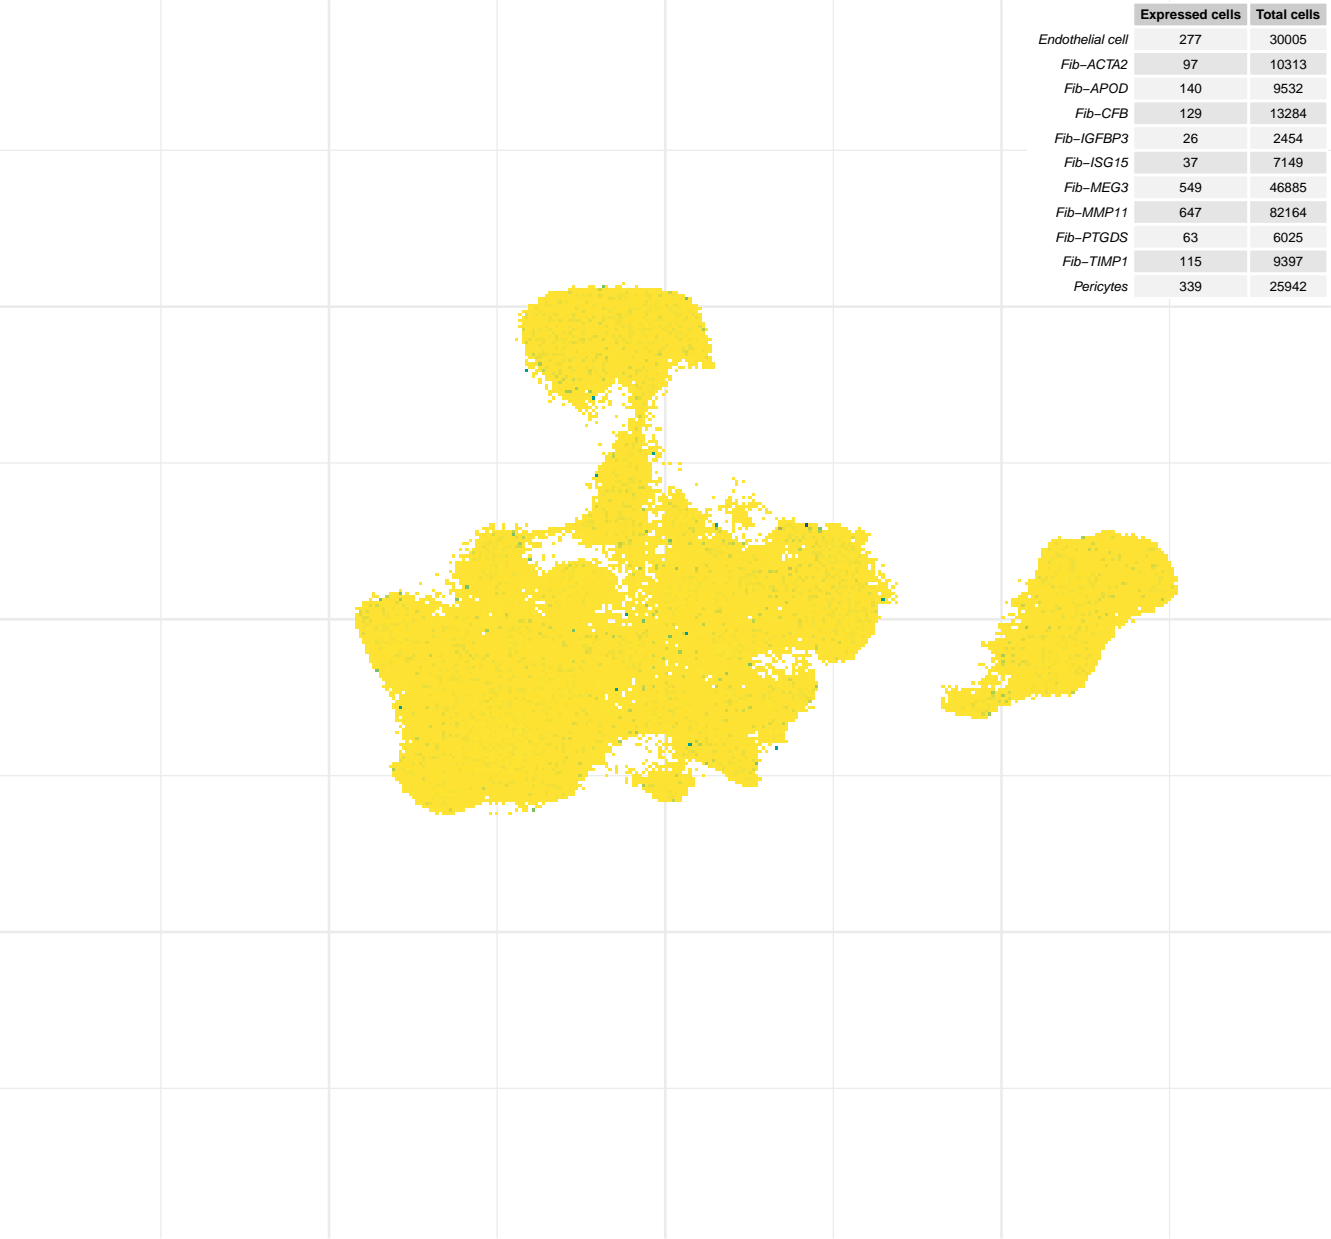 Expressed cells Total cells
Endothelial cell 277 30005
Fib−ACTA2 97 10313
Fib−APOD 140 9532
Fib−CFB 129 13284
Fib−IGFBP3 26 2454
Fib−ISG15 37 7149
Fib−MEG3 549 46885
Fib−MMP11 647 82164
Fib−PTGDS 63 6025
Fib−TIMP1 115 9397
Pericytes 339 25942